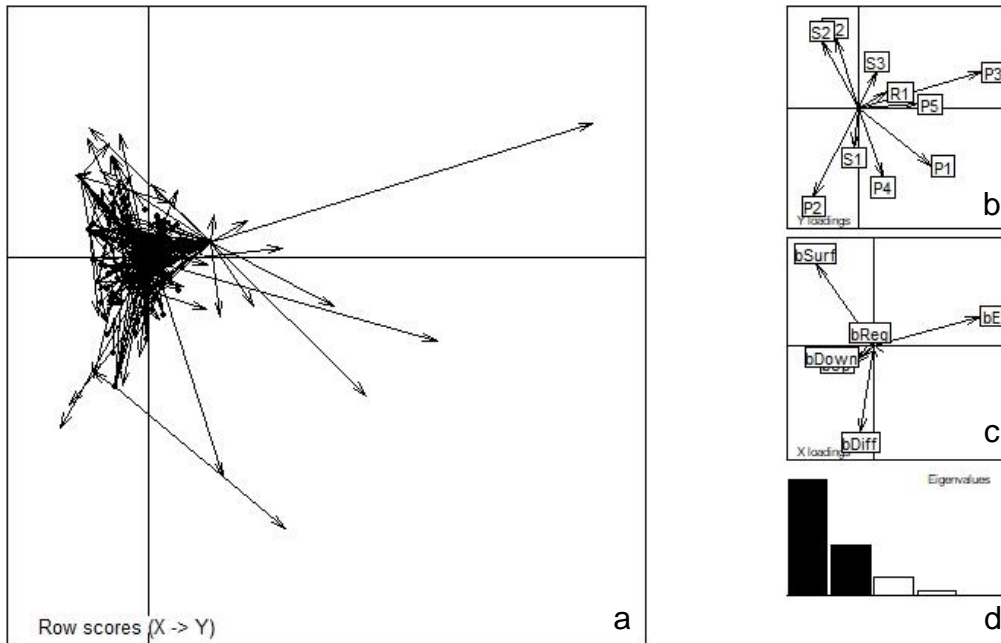 Row scores (X -> Y)
a
S2
2
S3
P3
R1
P5
S1
P1
P4
P2
Y loadings
b
bSurf
bE
bReg
bDown
bDiff
X loadings
c
Eigenvalues
d